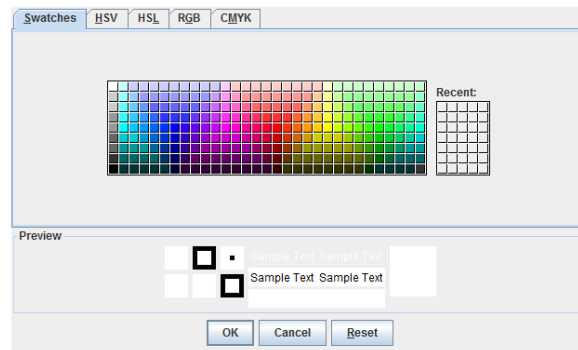 Swatches HSV HSL RGB CMYK
Recent:
Preview
Sample Text Sample Text
Sample Text Sample Text
OK Cancel Reset